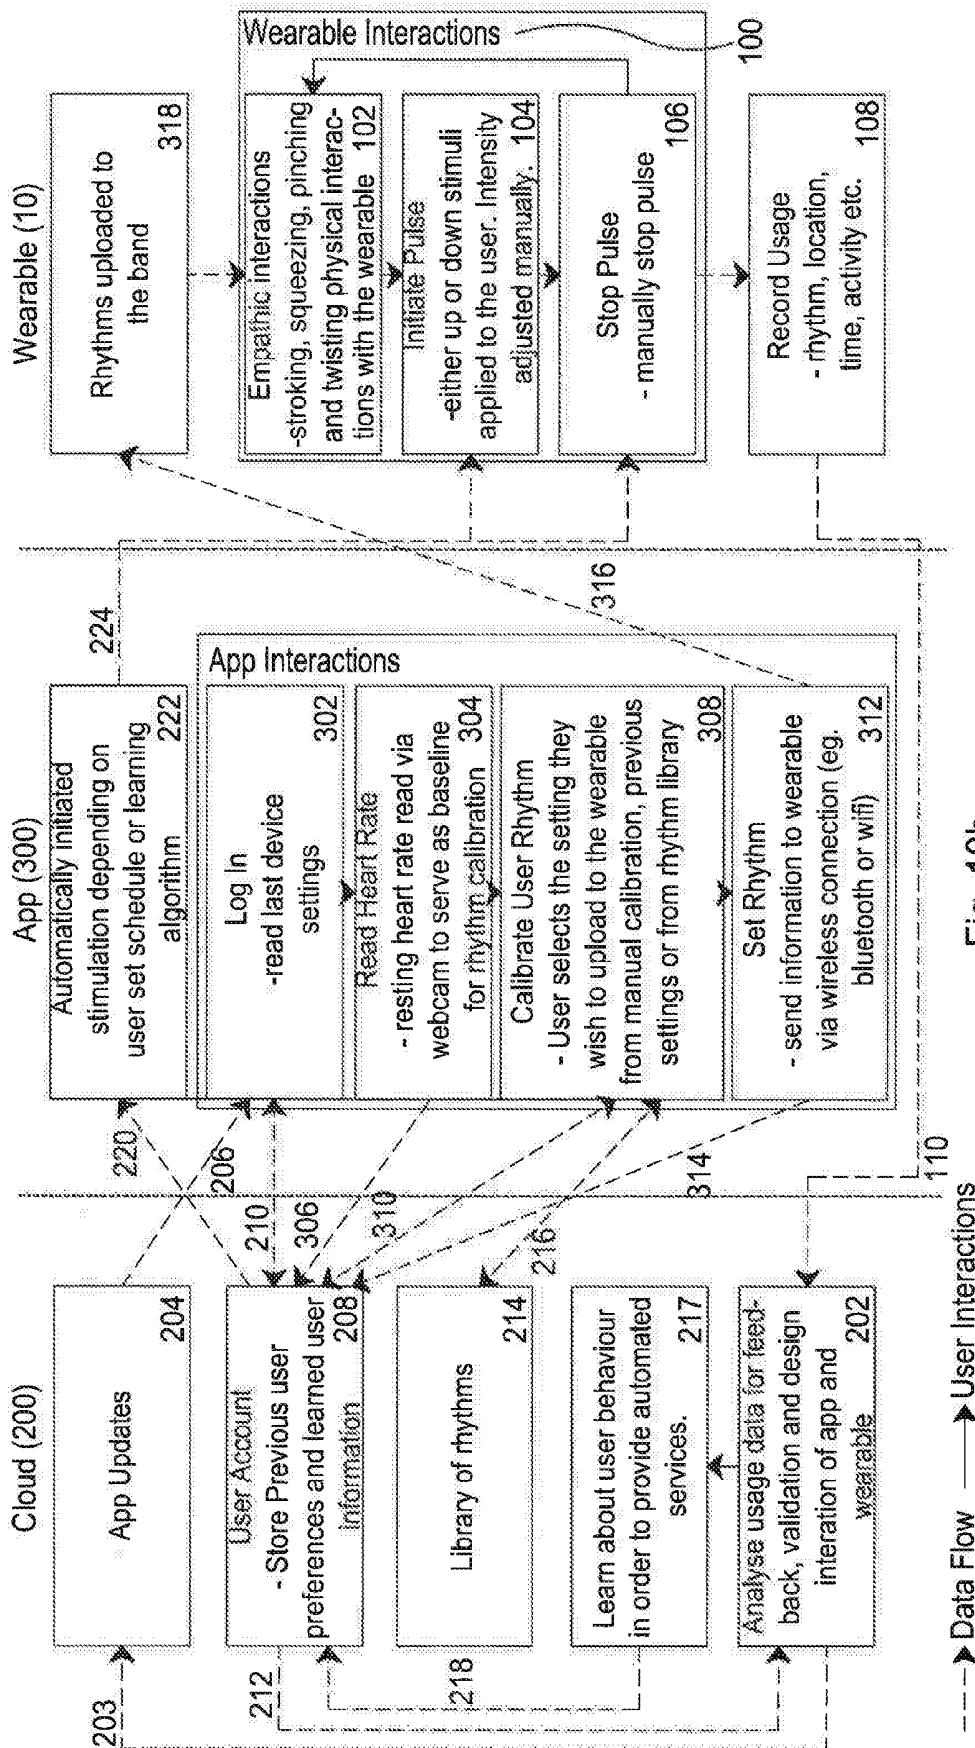 Cloud (200)
App Updates
204
User Account
- Store Previous user
preferences and learned user
information
208
Library of rhythms
214
Learn about user behaviour
in order to provide automated
services.
217
Analyse usage data for feed-
back, validation and design
interation of app and
wearable
202
203
212
218
App (300)
Automatically initiated
stimulation depending on
user set schedule or learning
algorithm
222
App Interactions
Log In
-read last device
settings
302
Read Heart Rate
- resting heart rate read via
webcam to serve as baseline
for rhythm calibration
304
Calibrate User Rhythm
- User selects the setting they
wish to upload to the wearable
from manual calibration, previous
settings or from rhythm library
308
Set Rhythm
- send information to wearable
via wireless connection (eg.
bluetooth or wifi)
312
220
206
210
306
310
216
314
110
Wearable (10)
Rhythms uploaded to
the band
318
Wearable Interactions
100
Empathic interactions
-stroking, squeezing, pinching
and twisting physical interac-
tions with the wearable
102
Initiate Pulse
-either up or down stimuli
applied to the user. Intensity
adjusted manually.
104
Stop Pulse
- manually stop pulse
106
Record Usage
- rhythm, location,
time, activity etc.
108
224
316
Data Flow
User Interactions